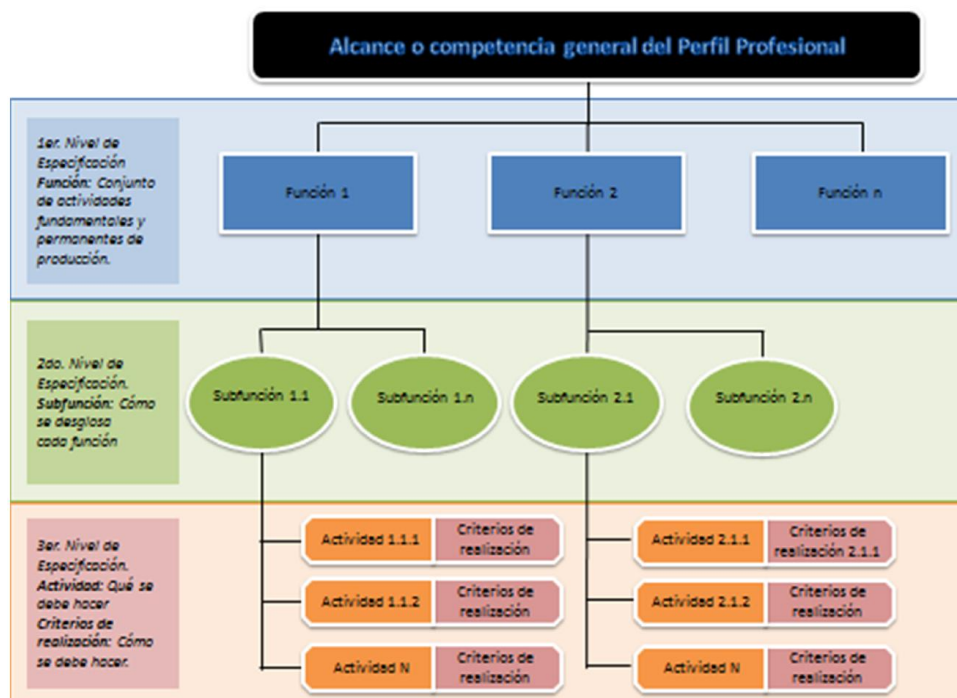 Alcance o competencia general del Perfil Profesional
1er. Nivel de
Especificación
Función: Conjunto
de actividades
fundamentales y
permanentes de
producción.
Función 1
Función 2
Función n
2do. Nivel de
Especificación.
Subfunción: Cómo
se desglosa
cada función
Subfunción 1.1
Subfunción 1.n
Subfunción 2.1
Subfunción 2.n
3er. Nivel de
Especificación.
Actividad: Qué se
debe hacer
Criterios de
realización: Cómo
se debe hacer.
Actividad 1.1.1
Criterios de
realización
Actividad 2.1.1
Criterios de
realización 2.1.1
Actividad 1.1.2
Criterios de
realización
Actividad 2.1.2
Criterios de
realización
Actividad N
Criterios de
realización
Actividad N
Criterios de
realización